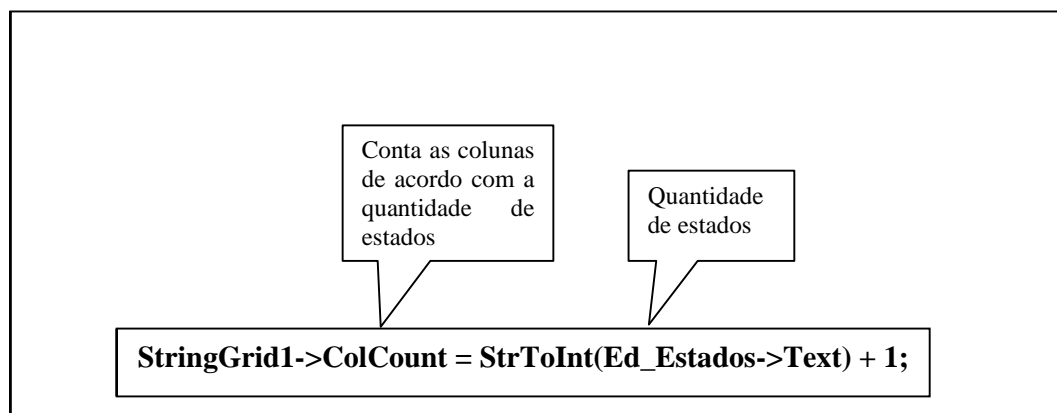 Conta as colunas
de acordo com a
quantidade de
estados
Quantidade
de estados
StringGrid1->ColCount = StrToInt(Ed_Estados->Text) + 1;